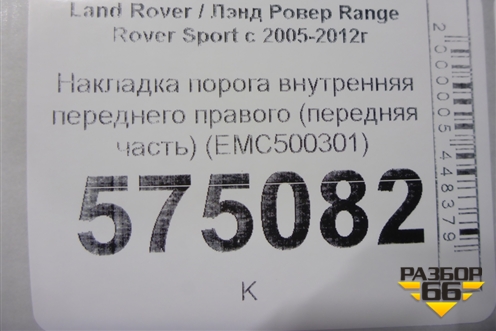 Land Rover / Лэнд Ровер Range
Rover Sport с 2005-2012г
Накладка порога внутренняя
переднего правого (передняя
часть) (EMC500301)
575082
К
2000005448379
РАЗБОР
66